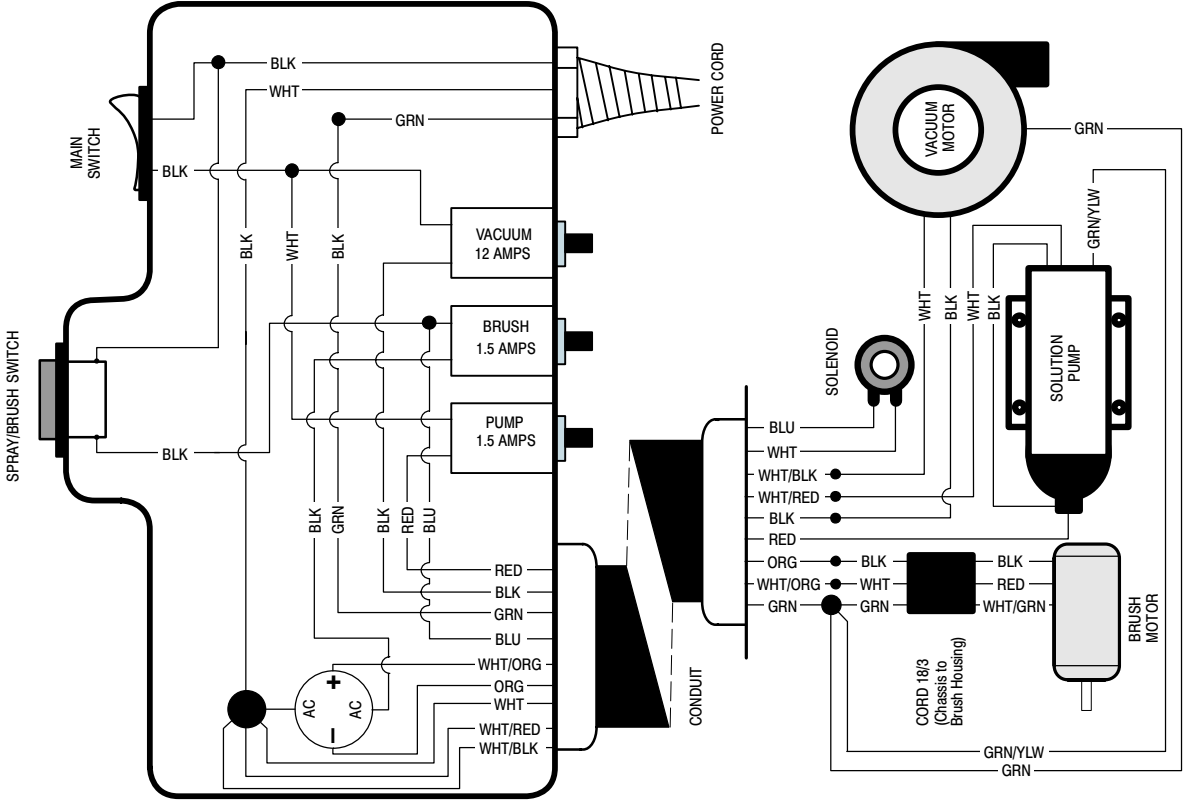 BLK
WHT
GRN
POWER CORD
MAIN
SWITCH
BLK
BLK
WHT
BLK
VACUUM
12 AMPS
BRUSH
1.5 AMPS
PUMP
1.5 AMPS
SPRAY/BRUSH SWITCH
BLK
BLK
GRN
BLK
RED
BLU
RED
BLK
GRN
BLU
WHT/ORG
ORG
WHT
WHT/RED
WHT/BLK
AC
+
–
AC
CONDUIT
VACUUM
MOTOR
GRN
GRN/YLW
WHT
BLK
WHT
BLK
SOLENOID
SOLUTION
PUMP
BLU
WHT
WHT/BLK
WHT/RED
BLK
RED
ORG
BLK
BLK
WHT/ORG
WHT
RED
GRN
GRN
WHT/GRN
BRUSH
MOTOR
CORD 18/3
(Chassis to
Brush Housing)
GRN/YLW
GRN